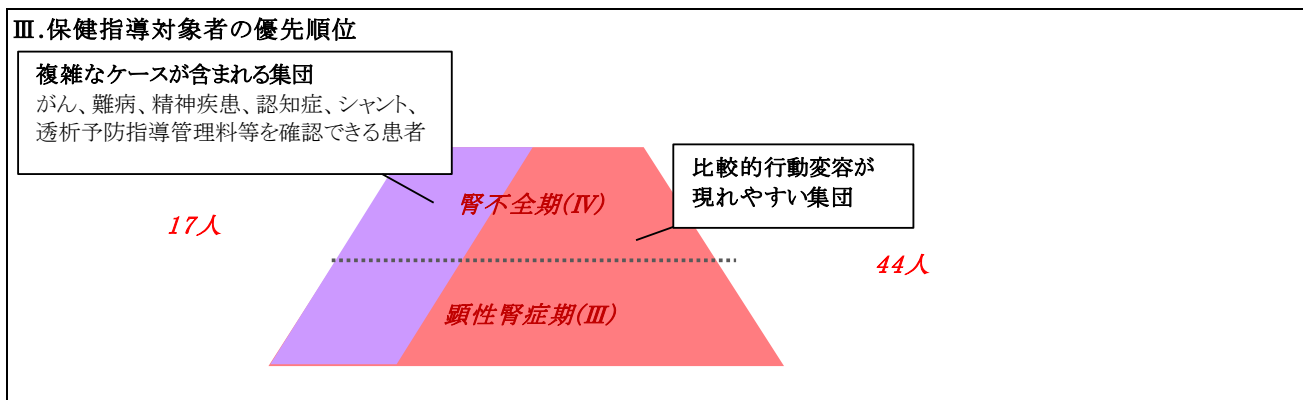 Ⅲ.保健指導対象者の優先順位
複雑なケースが含まれる集団
がん、難病、精神疾患、認知症、シャント、
透析予防指導管理料等を確認できる患者
比較的行動変容が
現れやすい集団
腎不全期(Ⅳ)
17人
44人
顕性腎症期(Ⅲ)